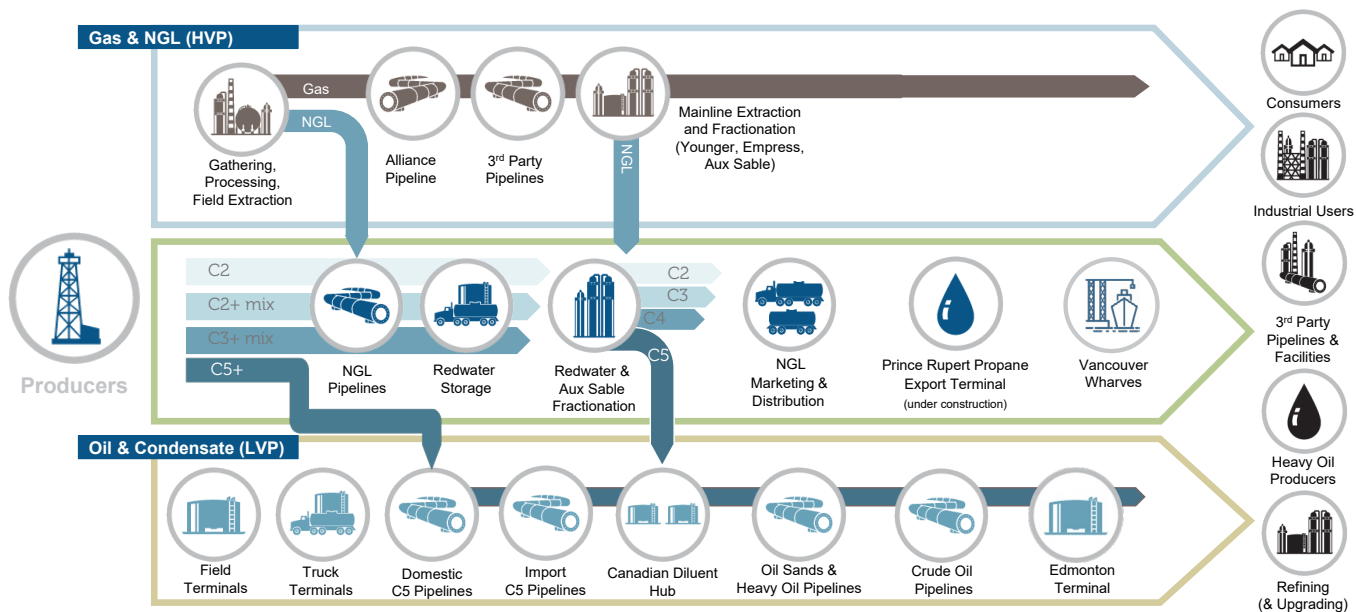 Gas & NGL (HVP)
Gas
NGL
Gathering,
Processing,
Field Extraction
Alliance
Pipeline
3rd Party
Pipelines
NGL
Mainline Extraction
and Fractionation
(Younger, Empress,
Aux Sable)
Producers
C2
C2+ mix
C3+ mix
C5+
NGL
Pipelines
Redwater
Storage
Redwater &
Aux Sable
Fractionation
C2
C3
C4
C5
NGL
Marketing &
Distribution
Prince Rupert Propane
Export Terminal
(under construction)
Vancouver
Wharves
Oil & Condensate (LVP)
Field
Terminals
Truck
Terminals
Domestic
C5 Pipelines
Import
C5 Pipelines
Canadian Diluent
Hub
Oil Sands &
Heavy Oil Pipelines
Crude Oil
Pipelines
Edmonton
Terminal
Consumers
Industrial Users
3rd Party
Pipelines &
Facilities
Heavy Oil
Producers
Refining
(& Upgrading)